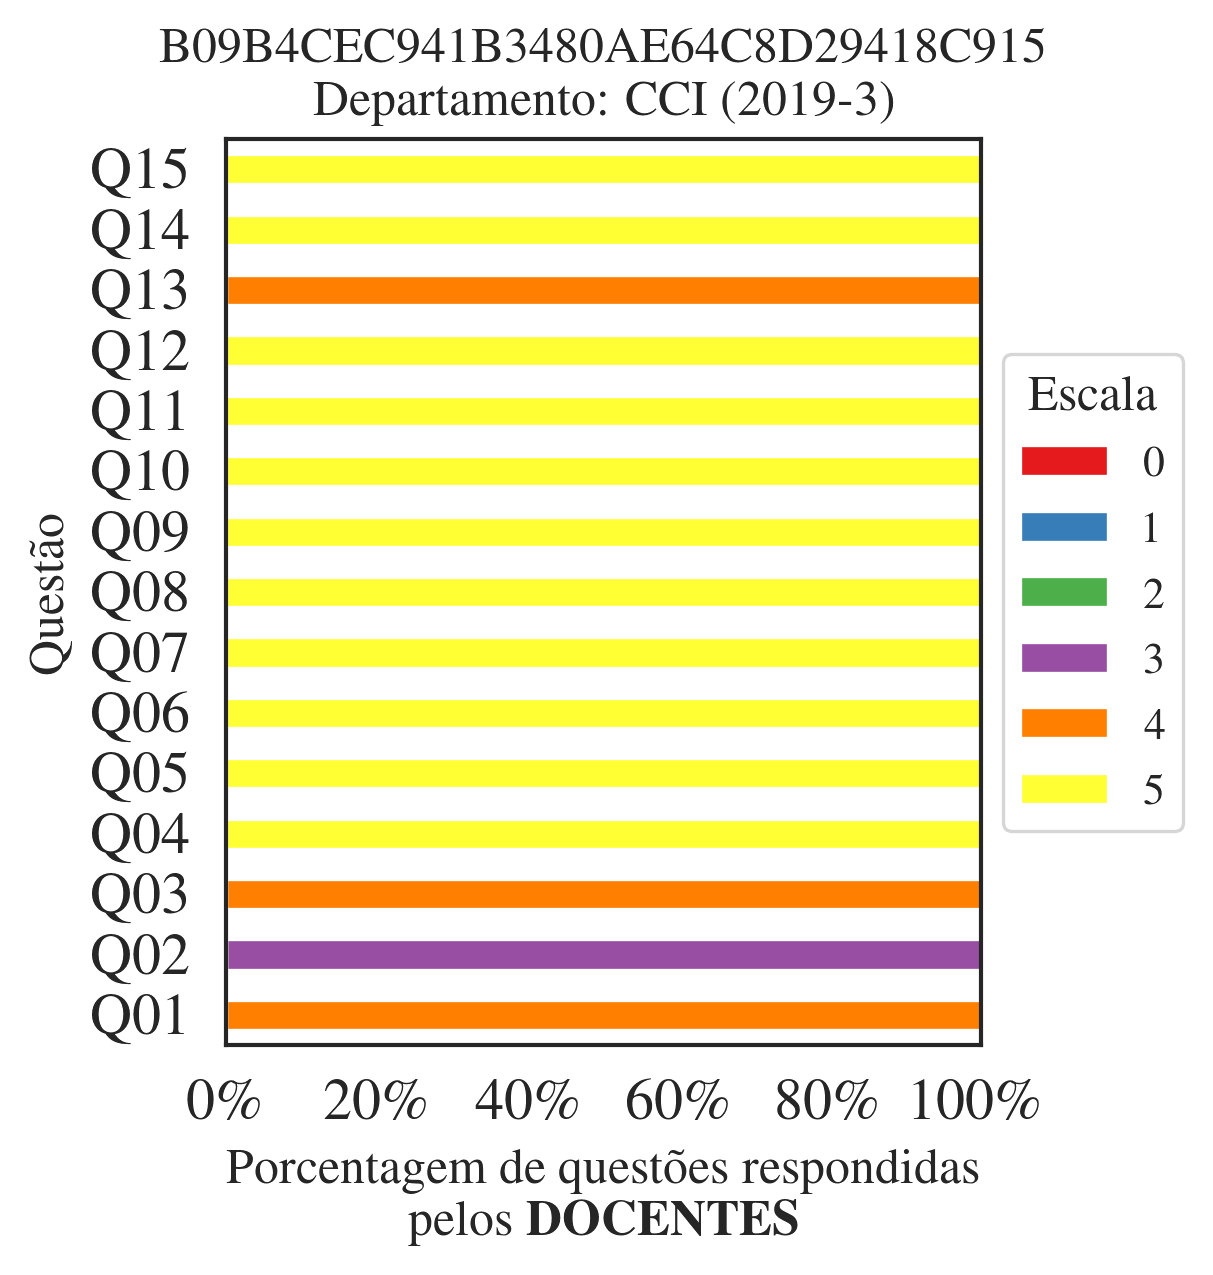 B09B4CEC941B3480AE64C8D29418C915
Departamento: CCI (2019-3)
Questão
Q15
Q14
Q13
Q12
Q11
Q10
Q09
Q08
Q07
Q06
Q05
Q04
Q03
Q02
Q01
0% 20% 40% 60% 80% 100%
Porcentagem de questões respondidas
pelos DOCENTES
Escala
0
1
2
3
4
5